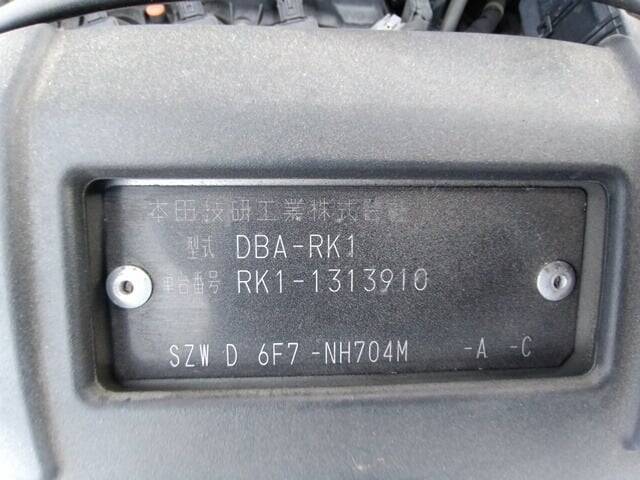 本田技研工業株式会社
型式 DBA-RK1
車台番号 RK1-1313910
SZW D 6F7 -NH704M -A -C